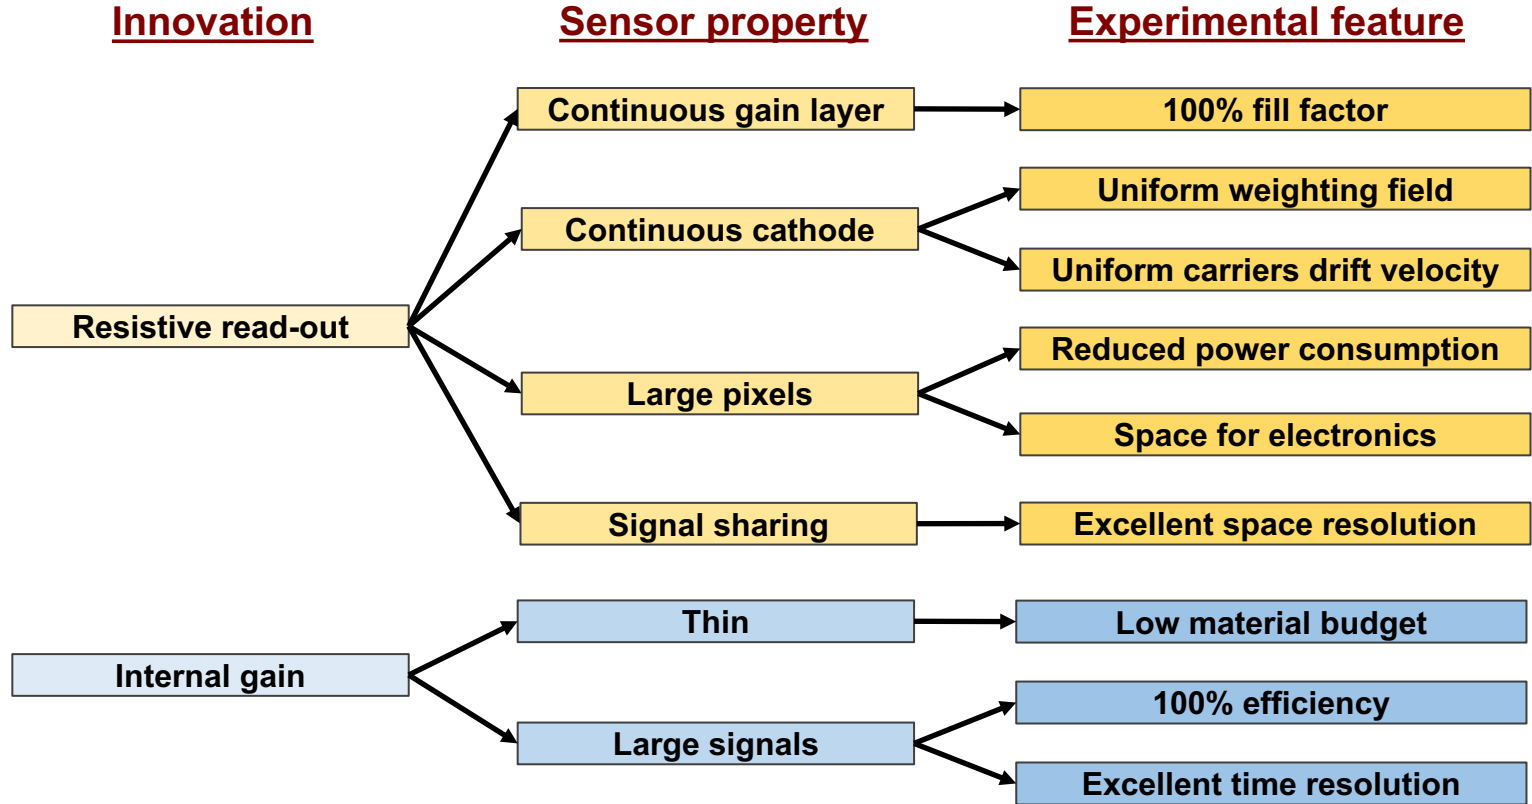 Innovation
Sensor property
Experimental feature
Continuous gain layer
100% fill factor
Uniform weighting field
Continuous cathode
Uniform carriers drift velocity
Resistive read-out
Reduced power consumption
Large pixels
Space for electronics
Signal sharing
Excellent space resolution
Thin
Low material budget
Internal gain
100% efficiency
Large signals
Excellent time resolution